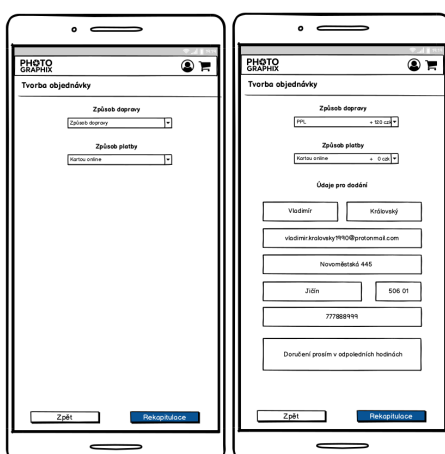 PHOTO
GRAPHIX
Tvorba objednávky
Způsob dopravy
Způsob dopravy
Způsob platby
Kartou online
Zpět
Rekapitulace
PHOTO
GRAPHIX
Tvorba objednávky
Způsob dopravy
PPL + 120 czk
Způsob platby
Kartou online + 0 czk
Údaje pro dodání
Vladimír Královský
vladimir.kralovsky1990@protonmail.com
Novoměstská 445
Jičín 506 01
777888999
Doručení prosím v odpoledních hodinách
Zpět
Rekapitulace